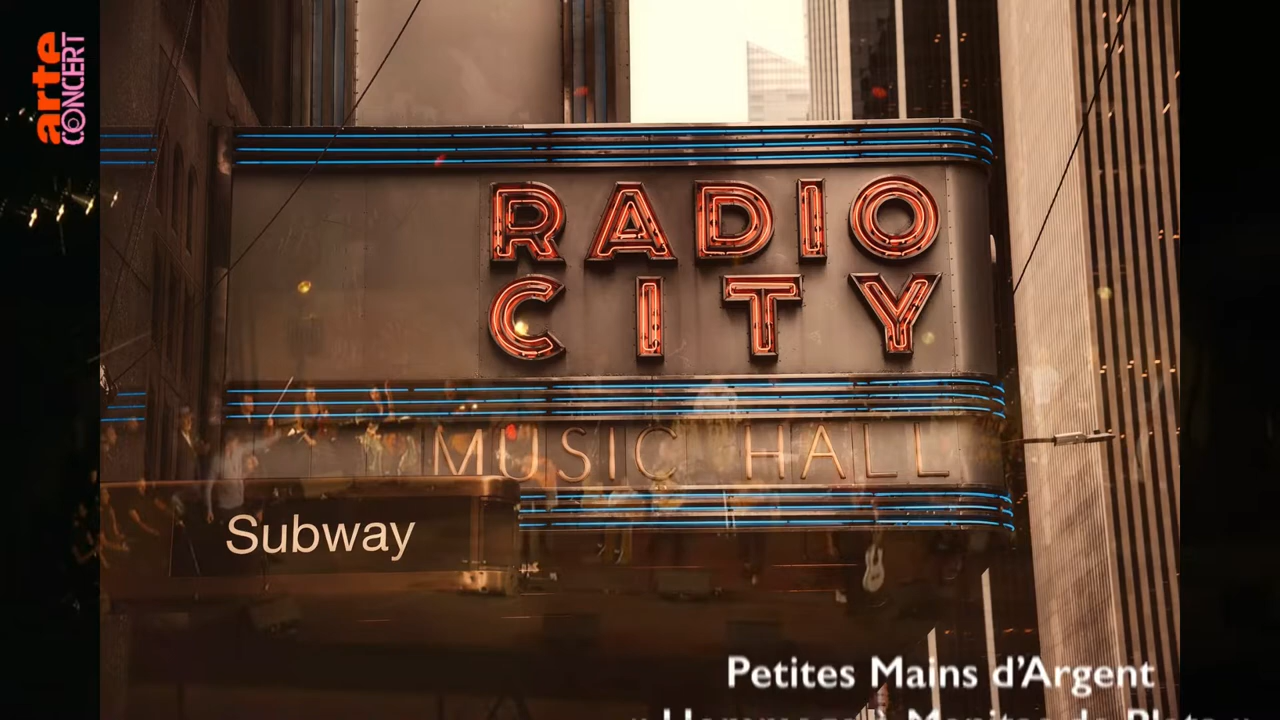 arte
CONCERT
RADIO
CITY
MUSIC HALL
Subway
Petites Mains d'Argent